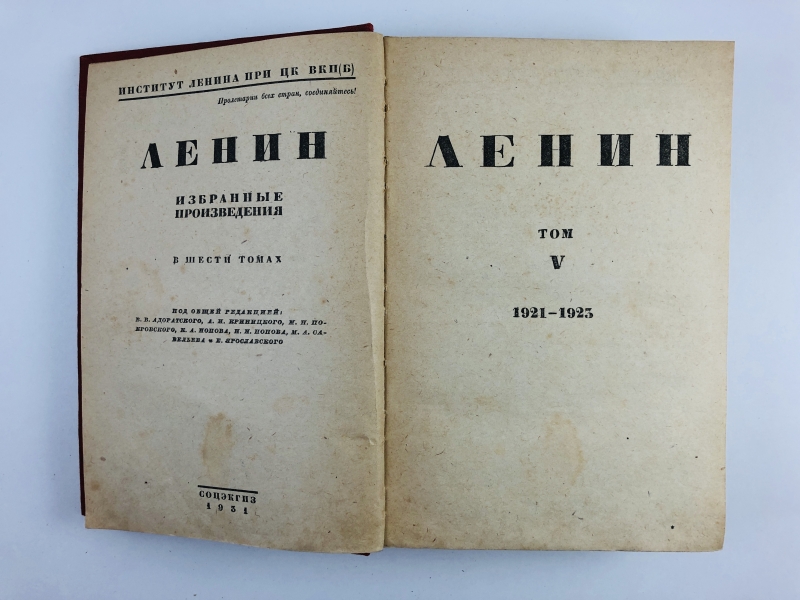 ИНСТИТУТ ЛЕНИНА ПРИ ЦК ВКП(Б)
Пролетарии всех стран, соединяйтесь!
ЛЕНИН
ИЗБРАННЫЕ
ПРОИЗВЕДЕНИЯ
В ШЕСТИ ТОМАХ
ПОД ОБЩЕЙ РЕДАКЦИЕЙ:
В. В. АДОРАТСКОГО, А. И. КРИНИЦКОГО, М. Н. ПО-
КРОВСКОГО, К. А. ПОПОВА, Н. Н. ПОПОВА, М. А. СА-
ВЕЛЬЕВА и Е. ЯРОСЛАВСКОГО
СОЦЭКГИЗ
1931
ЛЕНИН
ТОМ
V
1921–1923